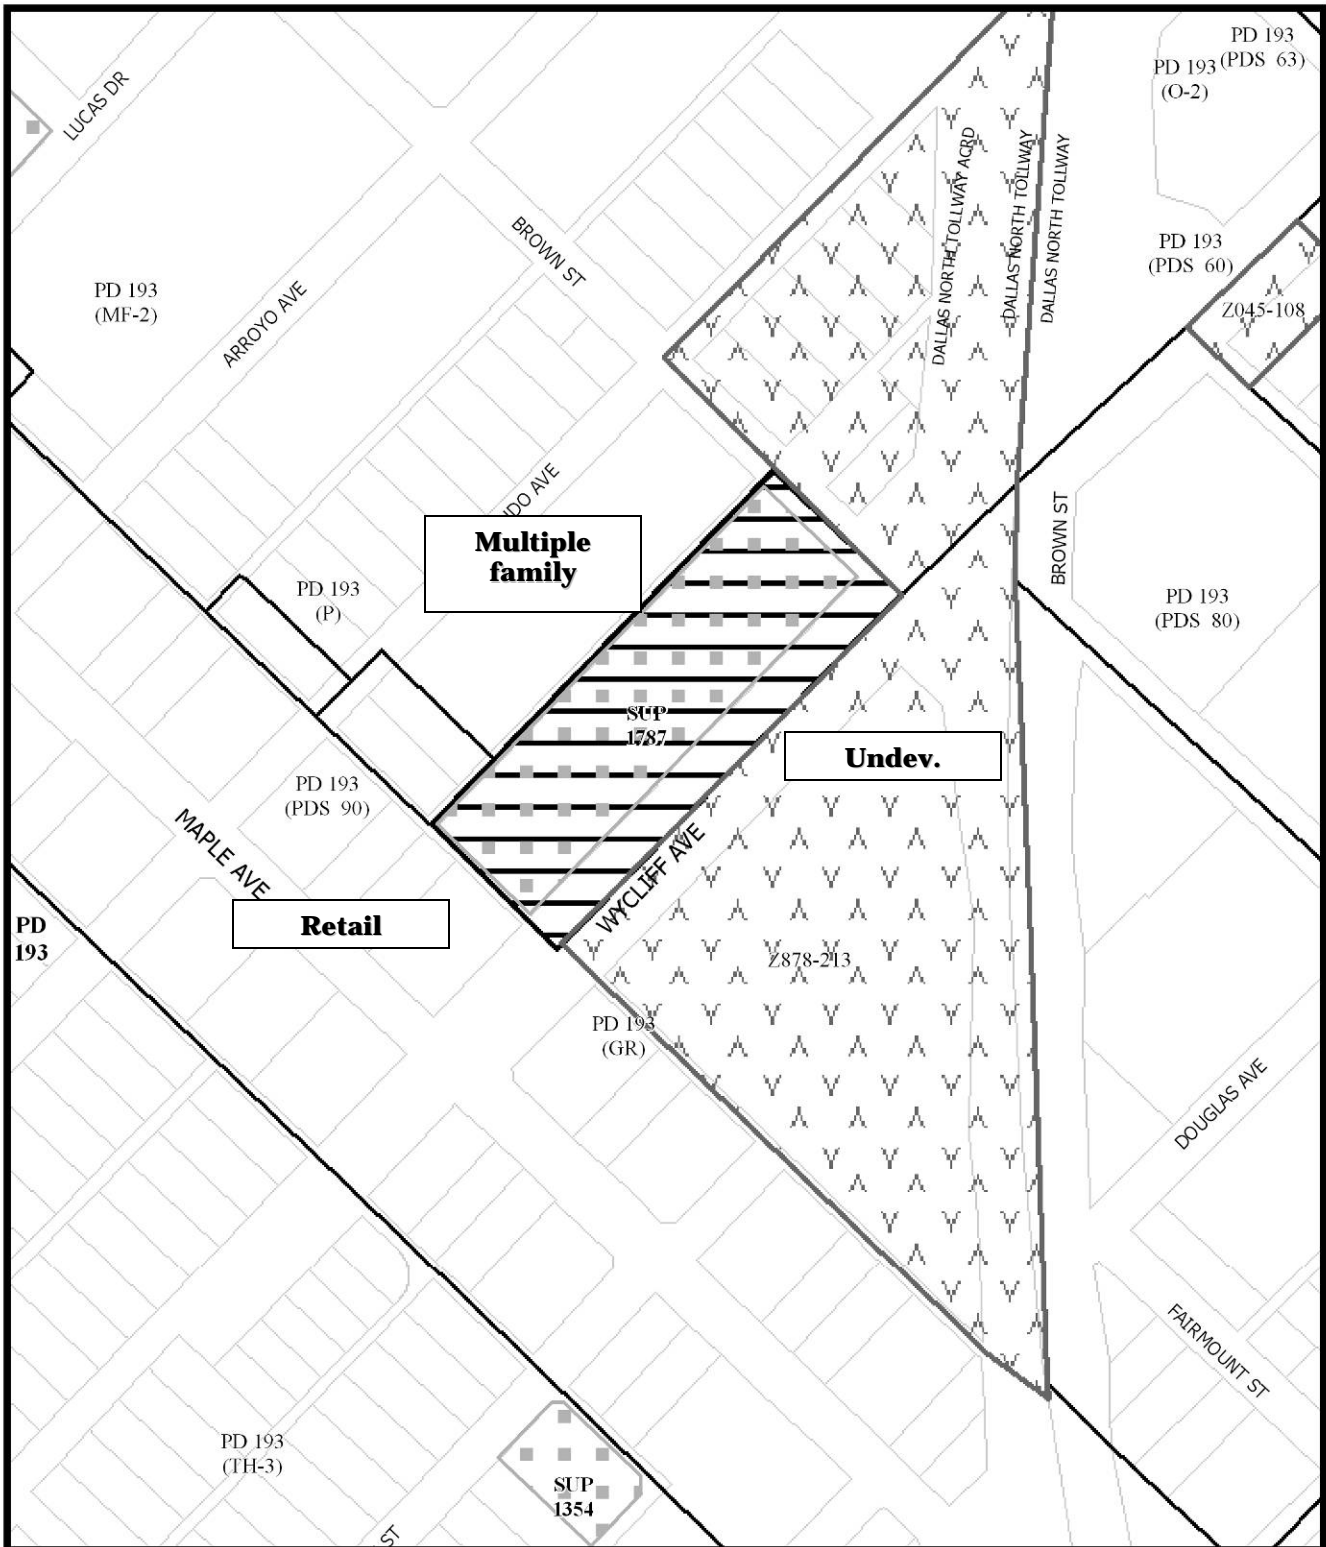 PD 193
(PDS 63)
PD 193
(O-2)
LUCAS DR
DALLAS NORTH TOLLWAY ACRD
DALLAS NORTH TOLLWAY
DALLAS NORTH TOLLWAY
BROWN ST
PD 193
(PDS 60)
PD 193
(MF-2)
ARROYO AVE
Z045-108
NDO AVE
BROWN ST
Multiple
family
PD 193
(P)
PD 193
(PDS 80)
SUP
1787
Undev.
PD 193
(PDS 90)
MAPLE AVE
WYCLIFF AVE
Retail
PD
193
Z878-213
PD 193
(GR)
DOUGLAS AVE
FAIRMOUNT ST
PD 193
(TH-3)
SUP
1354
ST